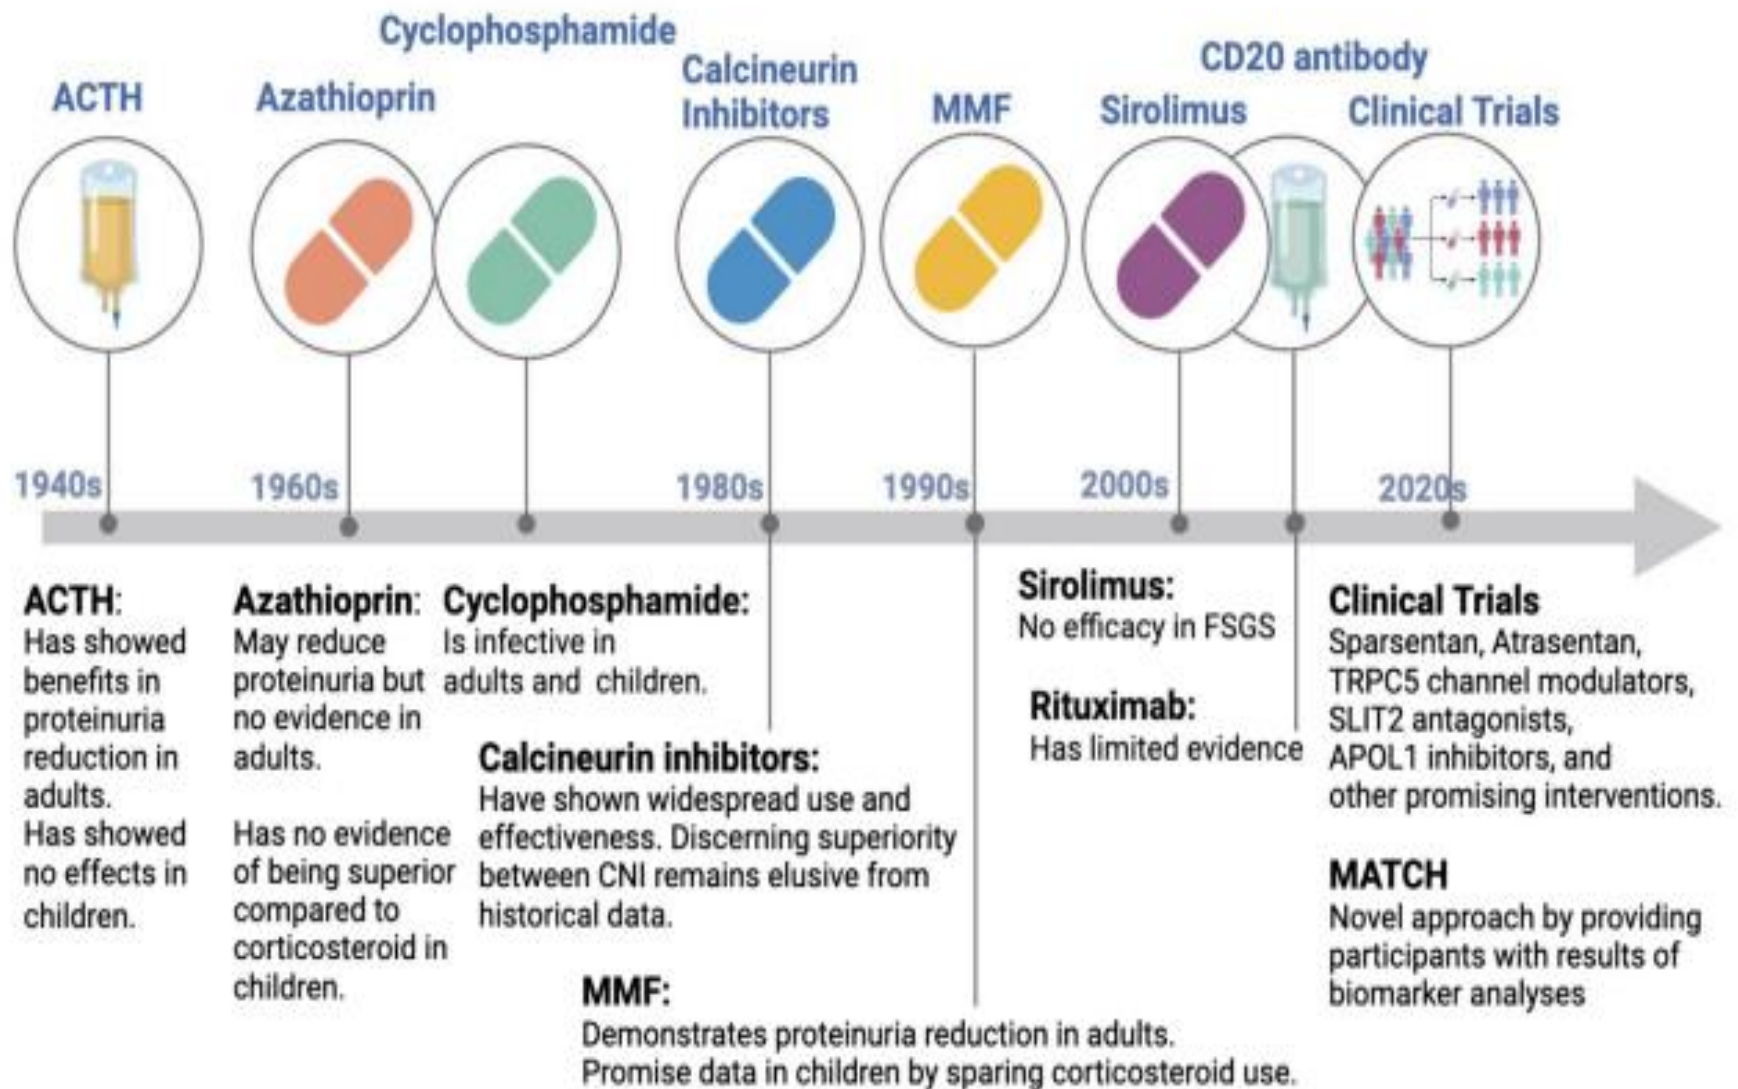 Cyclophosphamide
ACTH
Azathioprin
Calcineurin
Inhibitors
MMF
Sirolimus
CD20 antibody
Clinical Trials
1940s
1960s
1980s
1990s
2000s
2020s
ACTH:
Has showed
benefits in
proteinuria
reduction in
adults.
Has showed
no effects in
children.
Azathioprin:
May reduce
proteinuria but
no evidence in
adults.
Has no evidence
of being superior
compared to
corticosteroid in
children.
Cyclophosphamide:
Is infective in
adults and children.
Calcineurin inhibitors:
Have shown widespread use and
effectiveness. Discerning superiority
between CNI remains elusive from
historical data.
MMF:
Demonstrates proteinuria reduction in adults.
Promise data in children by sparing corticosteroid use.
Sirolimus:
No efficacy in FSGS
Rituximab:
Has limited evidence
Clinical Trials
Sparsentan, Atrasentan,
TRPC5 channel modulators,
SLIT2 antagonists,
APOL1 inhibitors, and
other promising interventions.
MATCH
Novel approach by providing
participants with results of
biomarker analyses